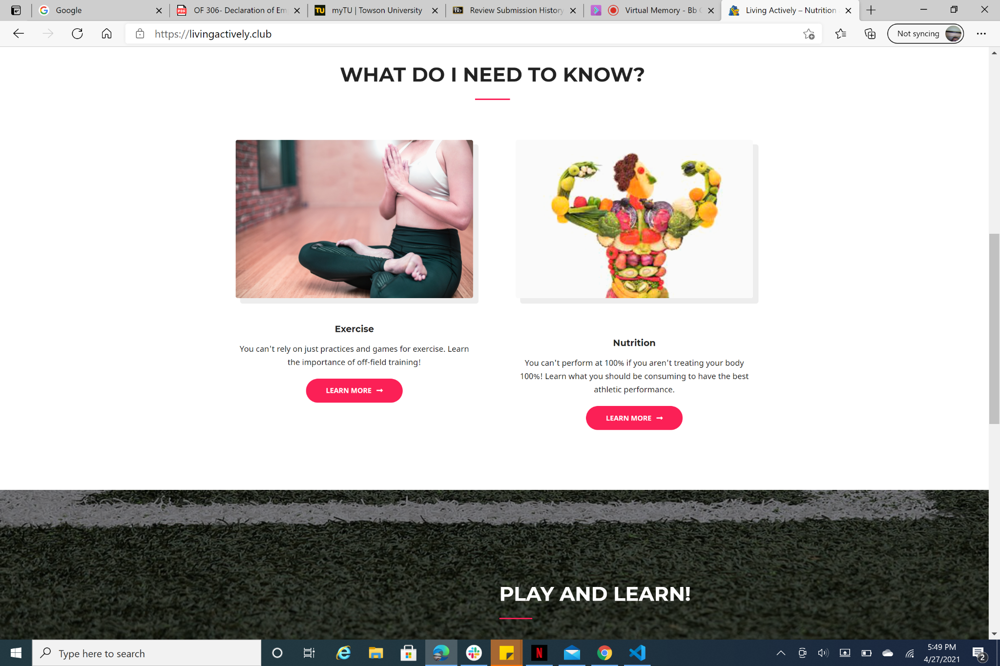 Google
OF 306- Declaration of Em
myTU | Towson University
Review Submission History
Virtual Memory - Bb
Living Actively – Nutrition
https://livingactively.club
Not syncing
WHAT DO I NEED TO KNOW?
Exercise
You can't rely on just practices and games for exercise. Learn
the importance of off-field training!
LEARN MORE
Nutrition
You can't perform at 100% if you aren't treating your body
100%! Learn what you should be consuming to have the best
athletic performance.
LEARN MORE
PLAY AND LEARN!
Type here to search
5:49 PM
4/27/2021
2